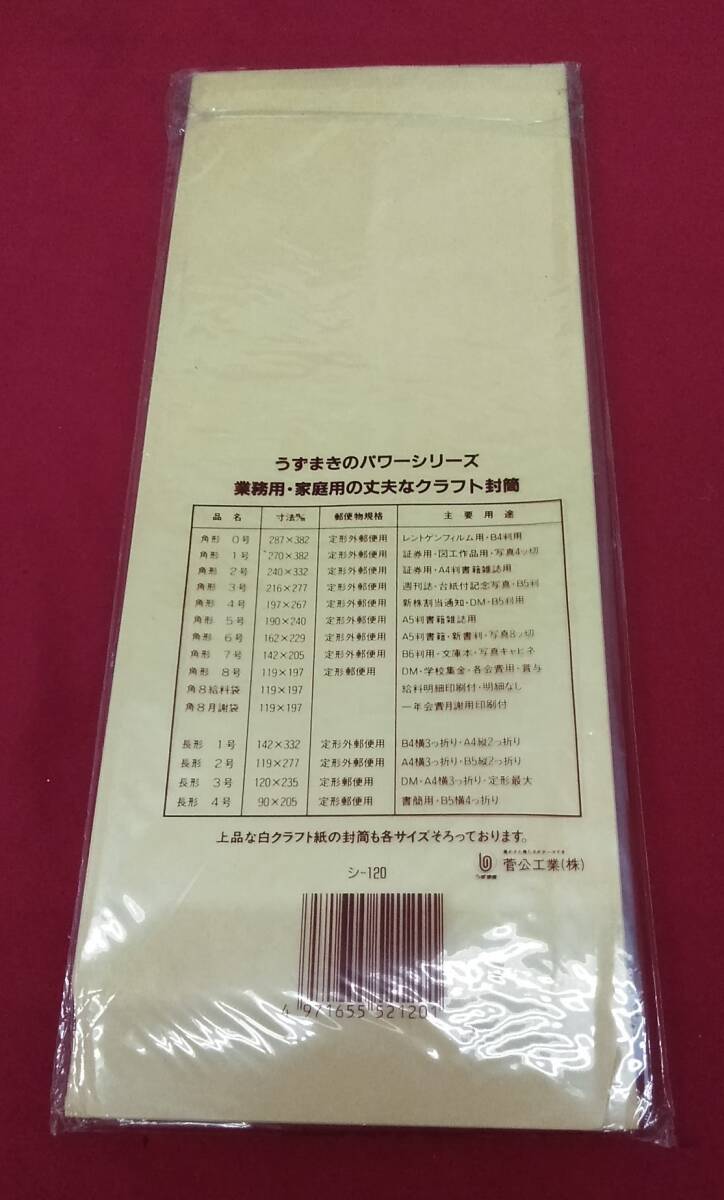 うずまきのパワーシリーズ
業務用・家庭用の丈夫なクラフト封筒
品名 寸法㎜ 郵便物規格 主要用途
角形 0号 287×382 定形外郵便用 レントゲンフィルム用・B4判用
角形 1号 270×382 定形外郵便用 証券用・図工作品用・写真4ッ切
角形 2号 240×332 定形外郵便用 証券用・A4判書籍雑誌用
角形 3号 216×277 定形外郵便用 週刊誌・台紙付記念写真・B5判
角形 4号 197×267 定形外郵便用 新株割当通知・DM・B5判用
角形 5号 190×240 定形外郵便用 A5判書籍雑誌用
角形 6号 162×229 定形外郵便用 A5判書籍・新書判・写真8ッ切
角形 7号 142×205 定形外郵便用 B6判用・文庫本・写真キャビネ
角形 8号 119×197 定形郵便用 DM・学校集金・各会費用・賞与
角8給料袋 119×197 給料明細印刷付・明細なし
角8月謝袋 119×197 一年会費月謝用印刷付
長形 1号 142×332 定形外郵便用 B4横3っ折り・A4縦2っ折り
長形 2号 119×277 定形外郵便用 A4横3っ折り・B5縦2っ折り
長形 3号 120×235 定形郵便用 DM・A4横3っ折り・定形最大
長形 4号 90×205 定形郵便用 書簡用・B5横4っ折り
上品な白クラフト紙の封筒も各サイズそろっております。
菅公工業(株)
シ-120
4 971655 521201